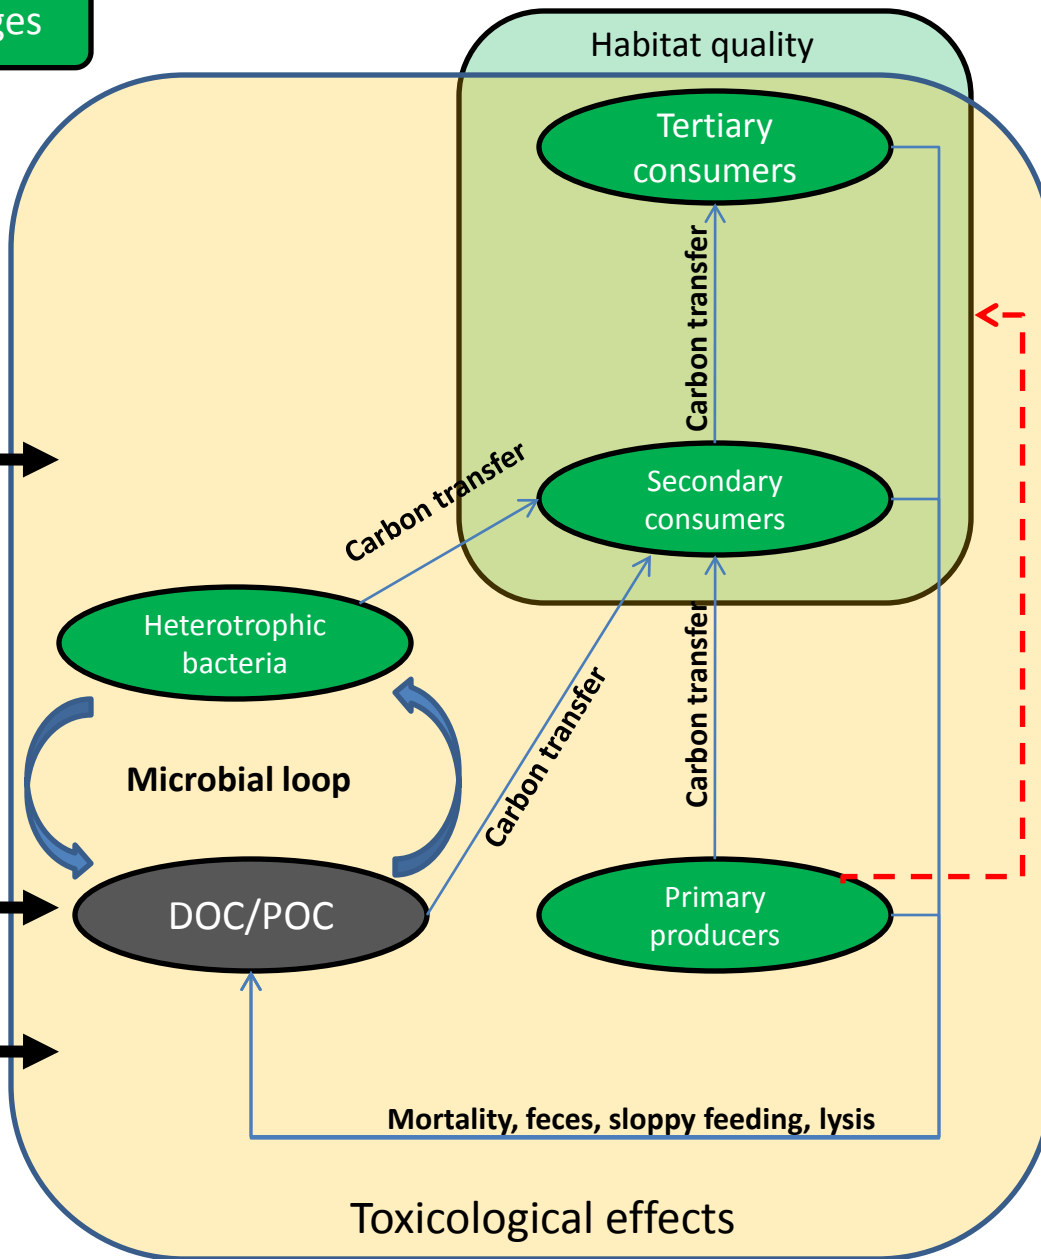 Habitat quality
Tertiary
consumers
Carbon transfer
Carbon transfer
Secondary
consumers
Heterotrophic
bacteria
Carbon transfer
Carbon transfer
Microbial loop
DOC/POC
Primary
producers
Mortality, feces, sloppy feeding, lysis
Toxicological effects